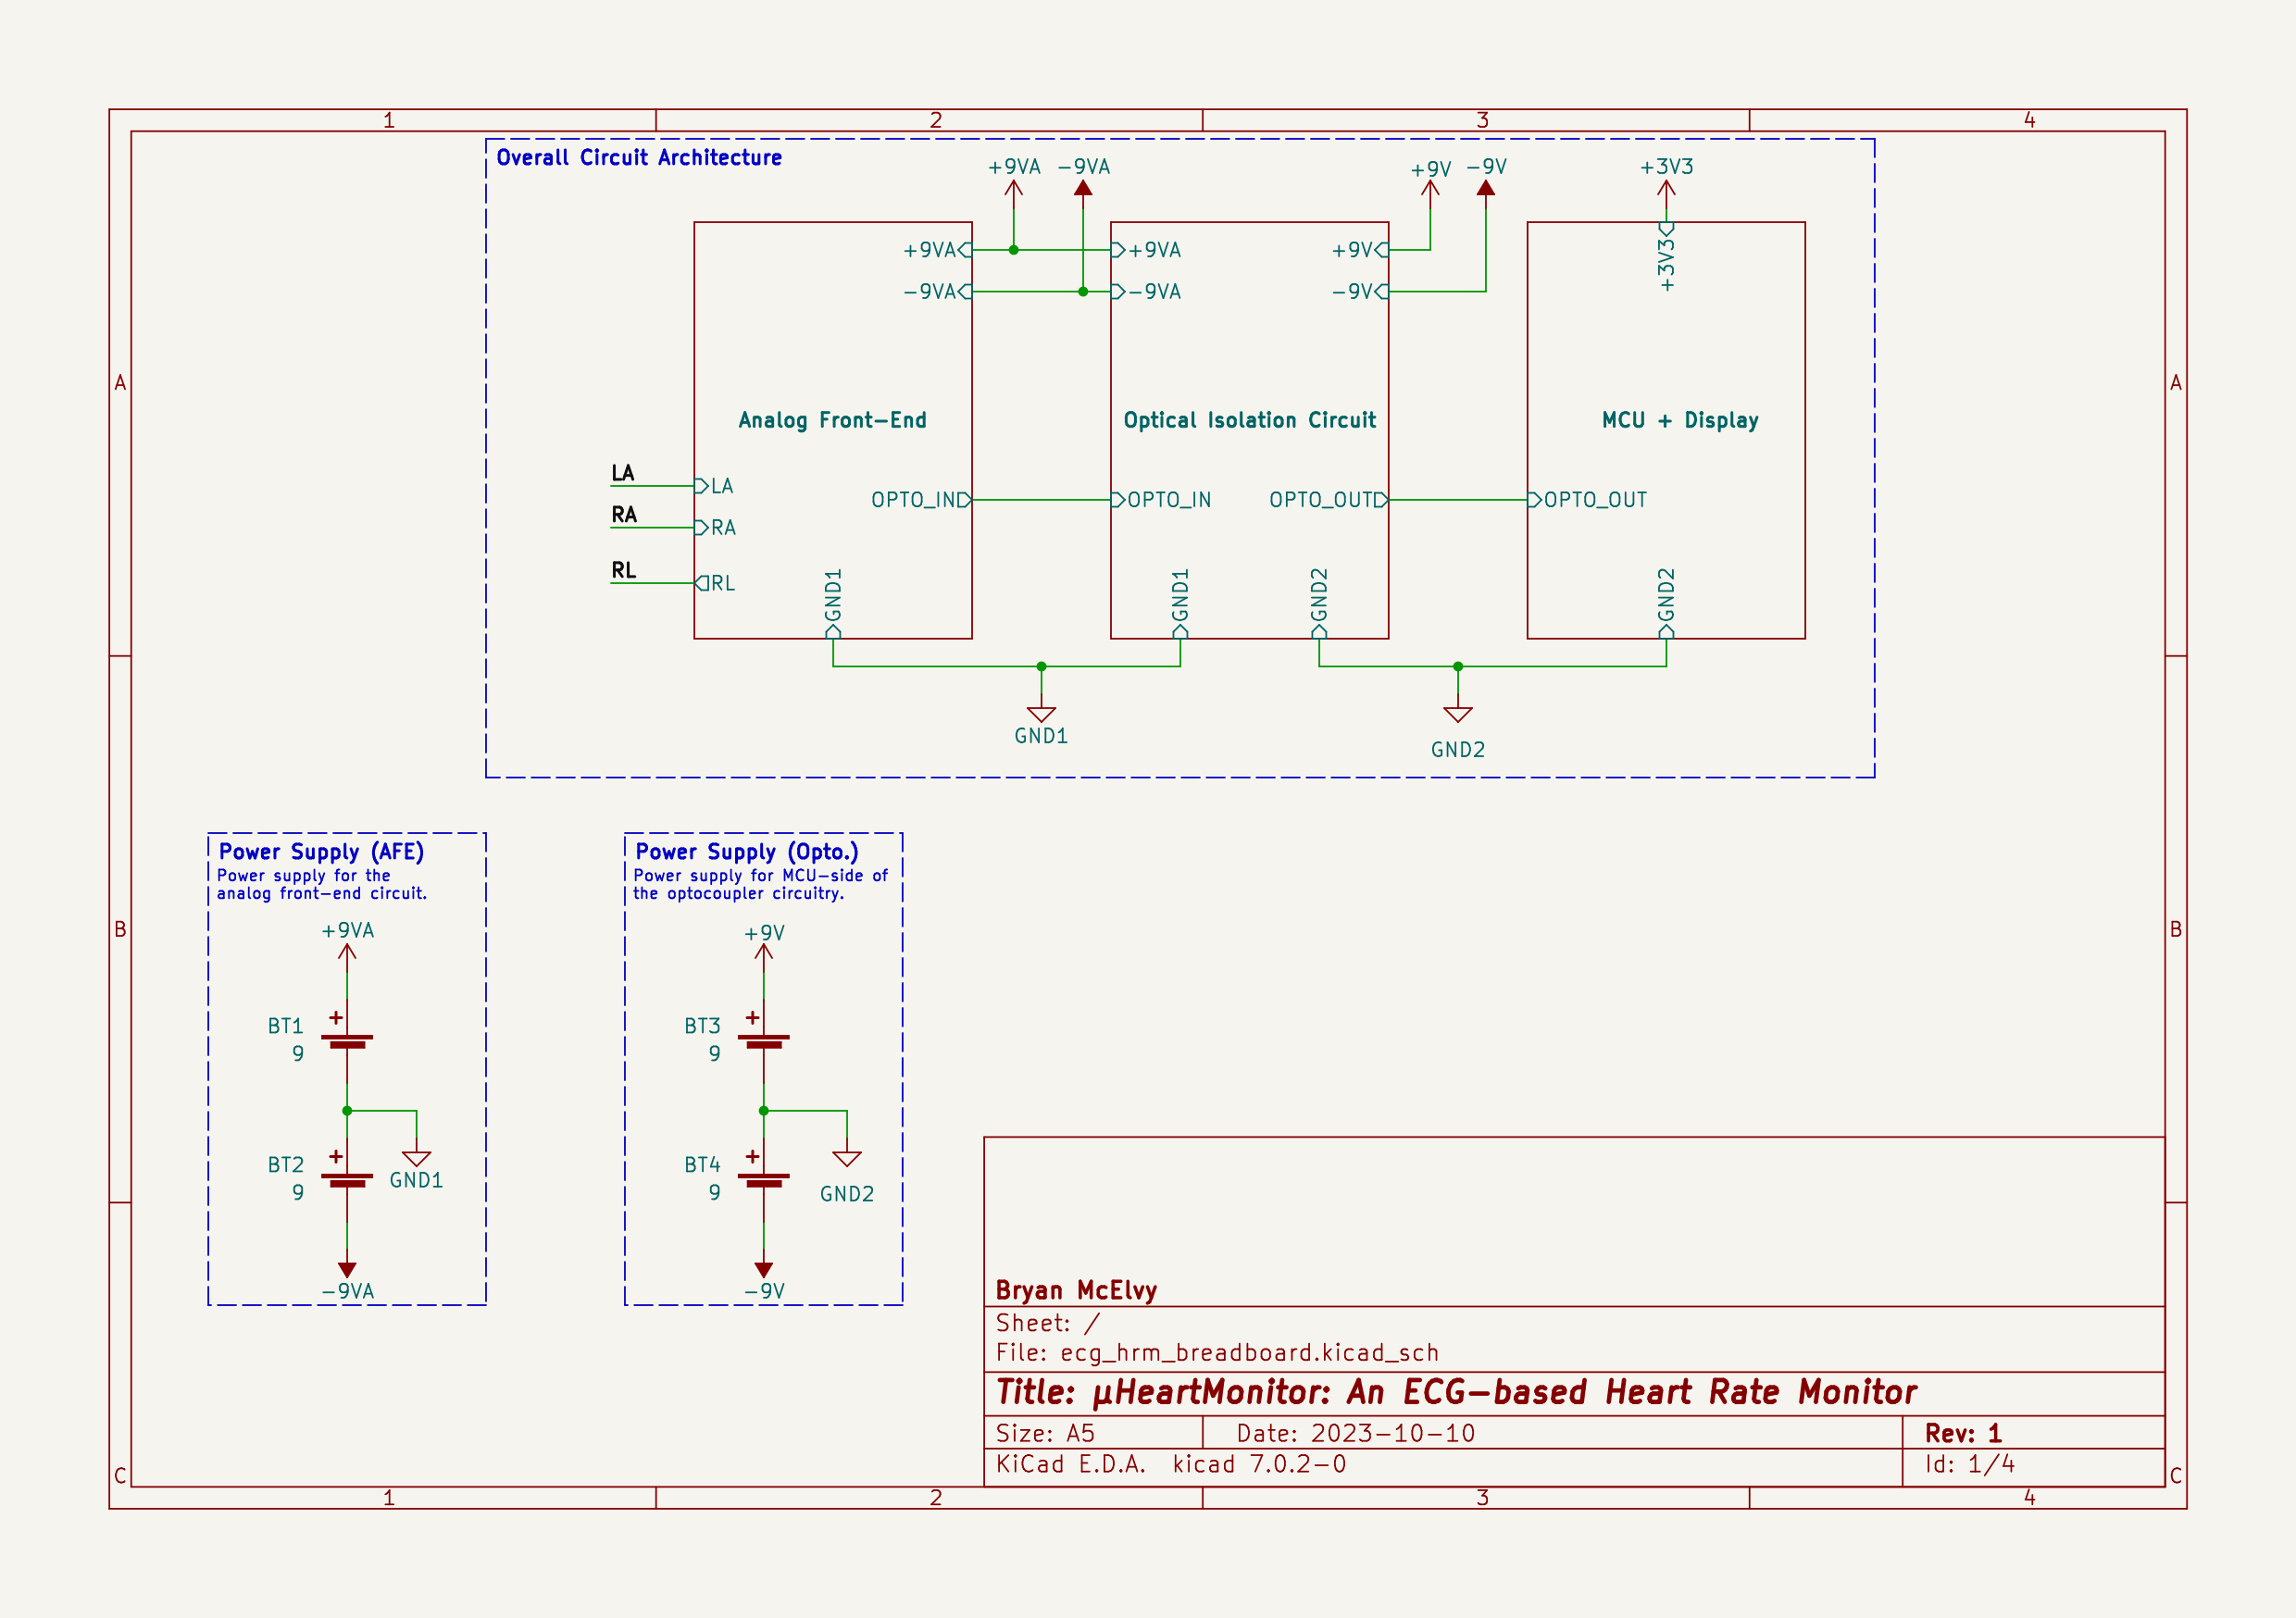 1 2 3 4
Overall Circuit Architecture
+9VA -9VA +9V -9V +3V3
+9VA +9VA +9V +3V3
-9VA -9VA -9V
A A
Analog Front-End Optical Isolation Circuit MCU + Display
LA LA
OPTO_IN OPTO_IN OPTO_OUT OPTO_OUT
RA RA
RL RL
GND1 GND1 GND2 GND2
GND1 GND2
Power Supply (AFE)
Power supply for the
analog front-end circuit.
+9VA
BT1
9
BT2
9
GND1
-9VA
Power Supply (Opto.)
Power supply for MCU-side of
the optocoupler circuitry.
+9V
BT3
9
BT4
9
GND2
-9V
B B
Bryan McElvy
Sheet: /
File: ecg_hrm_breadboard.kicad_sch
Title: µHeartMonitor: An ECG-based Heart Rate Monitor
Size: A5 Date: 2023-10-10 Rev: 1
KiCad E.D.A. kicad 7.0.2-0 Id: 1/4
C C
1 2 3 4